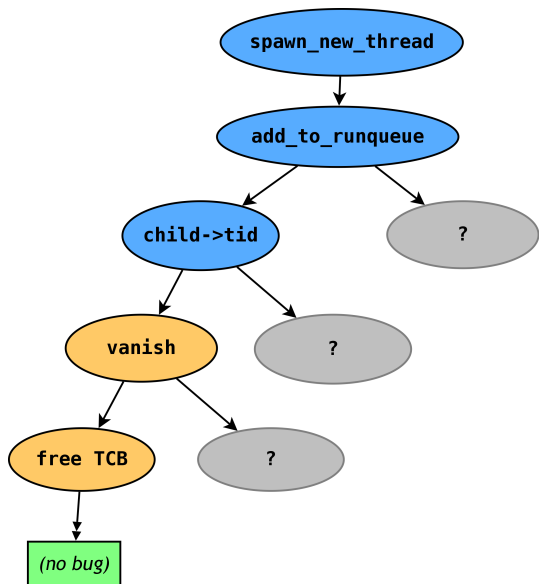 spawn_new_thread
add_to_runqueue
child->tid
?
vanish
?
free TCB
?
(no bug)